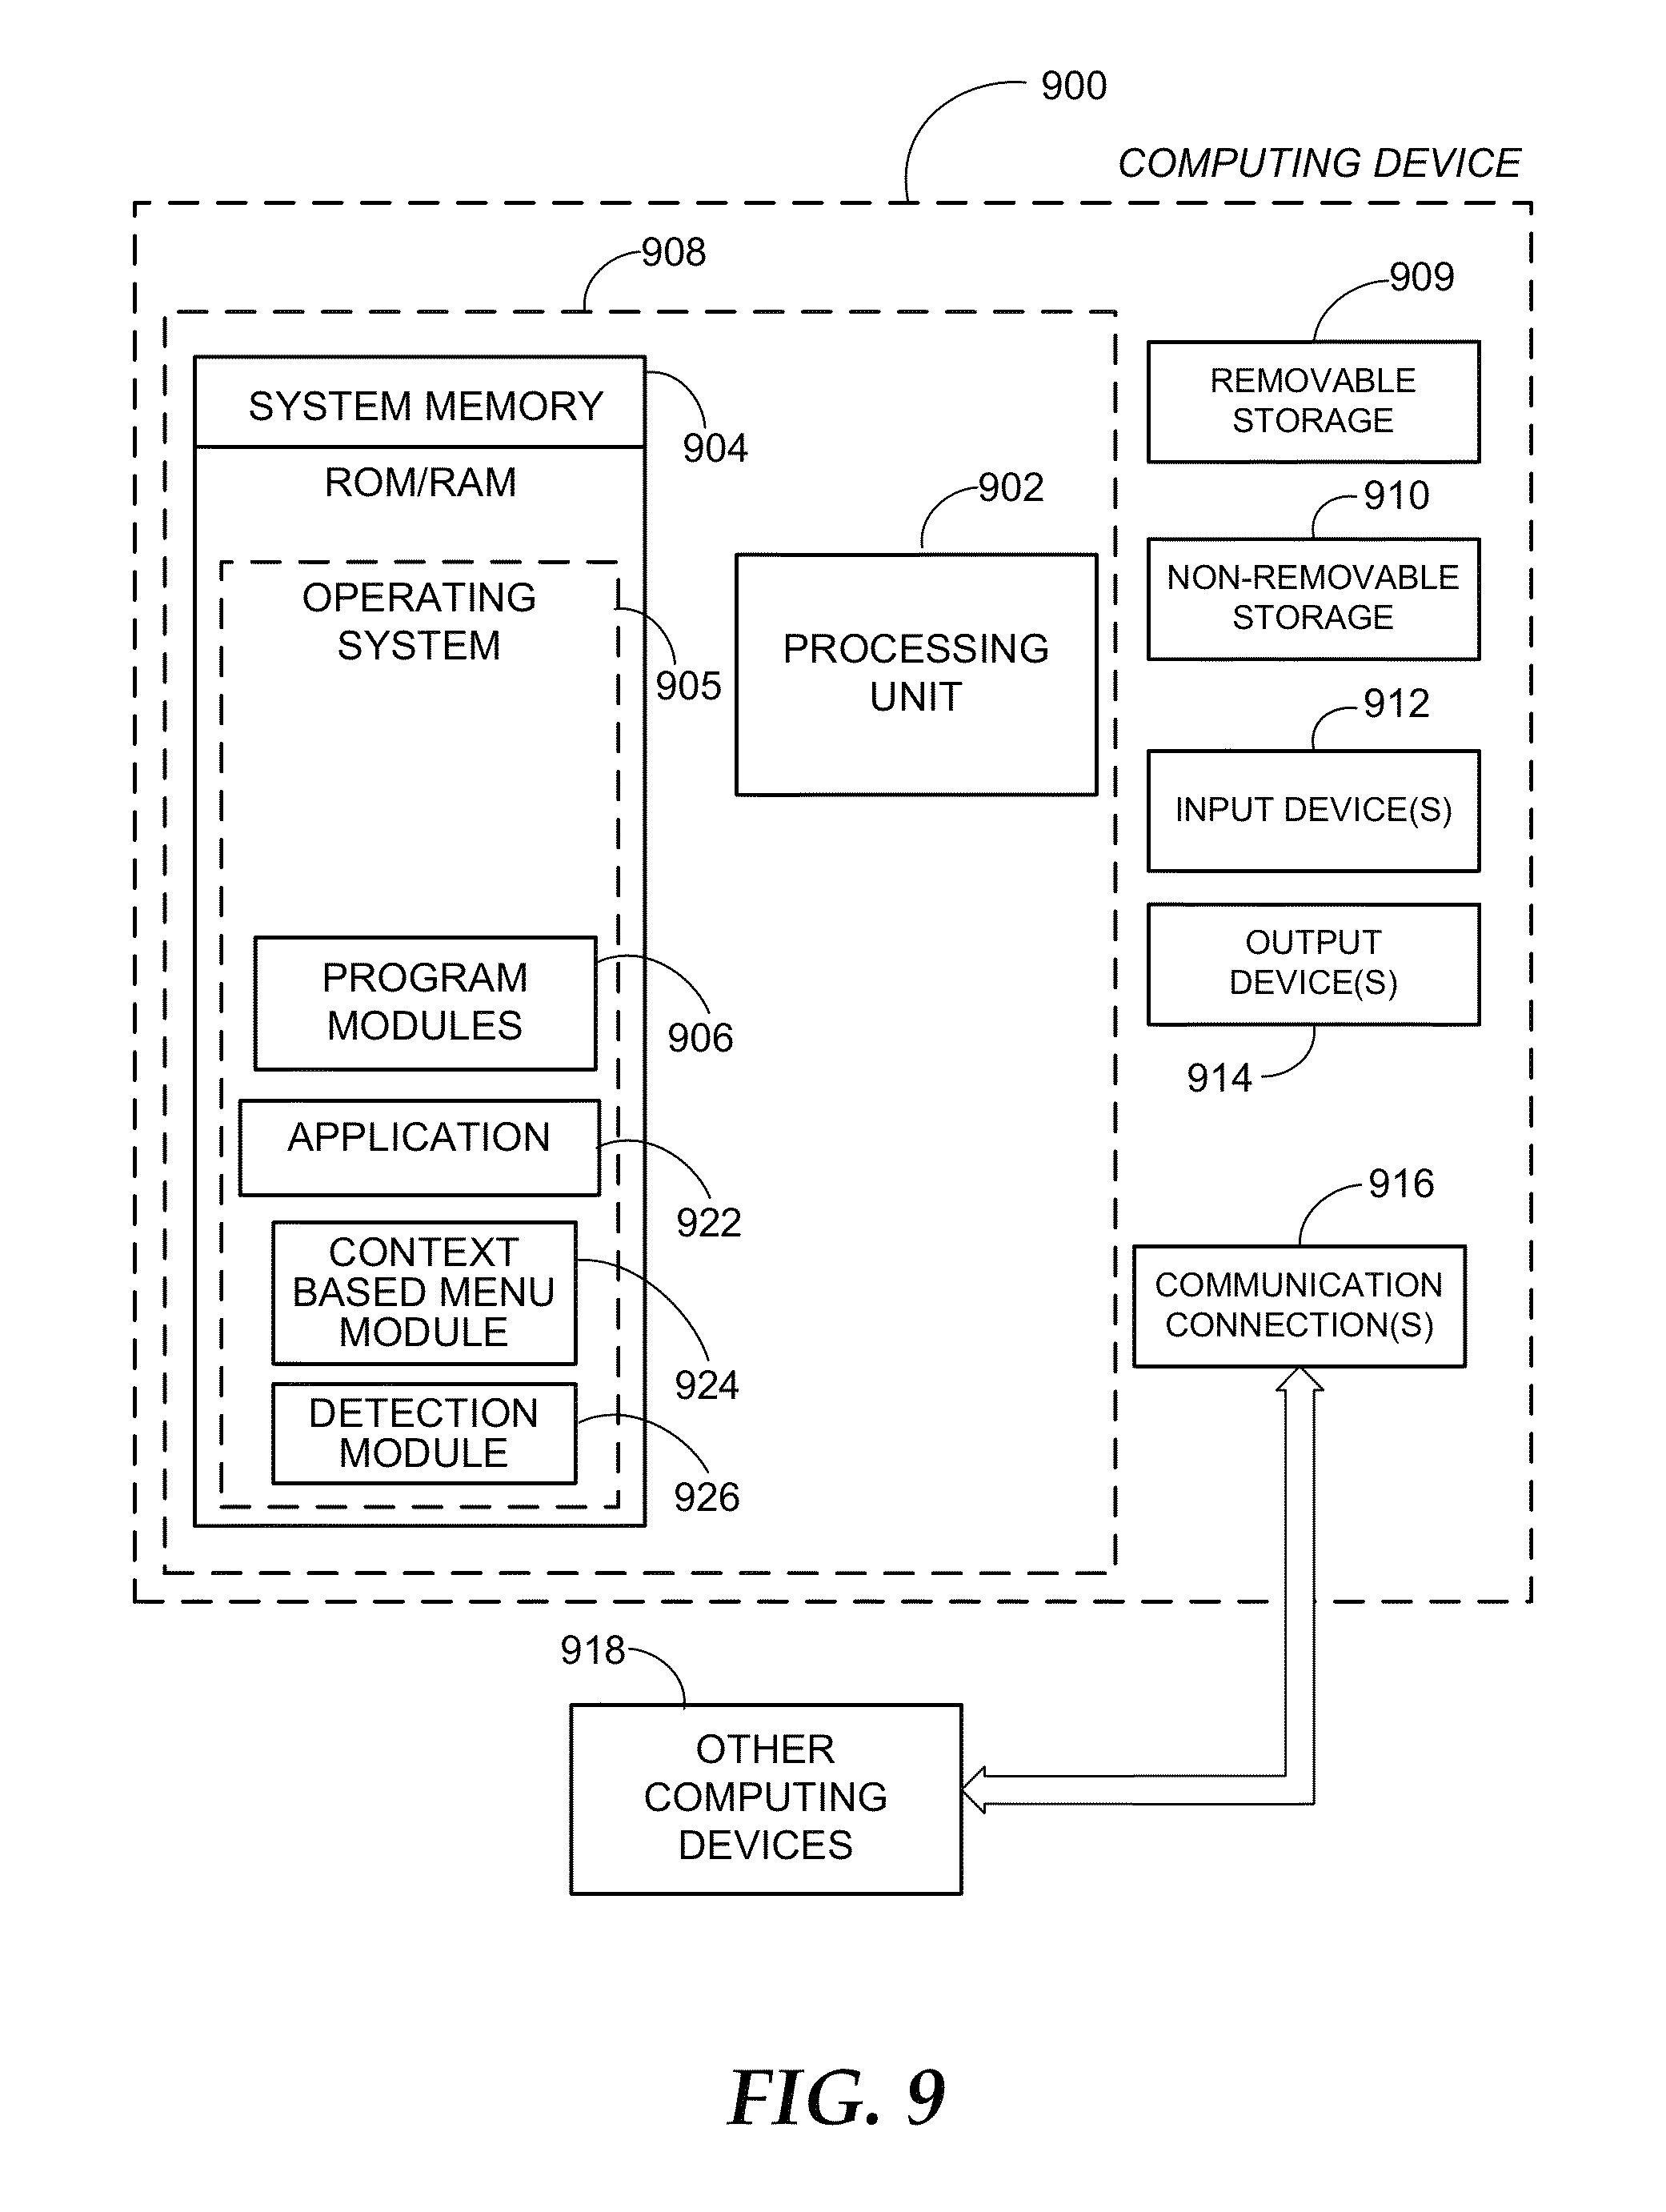 900
COMPUTING DEVICE
908
909
REMOVABLE
STORAGE
SYSTEM MEMORY
904
ROM/RAM
902
910
NON-REMOVABLE
STORAGE
OPERATING
SYSTEM
905
PROCESSING
UNIT
912
INPUT DEVICE(S)
OUTPUT
DEVICE(S)
914
PROGRAM
MODULES
906
APPLICATION
922
916
COMMUNICATION
CONNECTION(S)
CONTEXT
BASED MENU
MODULE
924
DETECTION
MODULE
926
918
OTHER
COMPUTING
DEVICES
FIG. 9